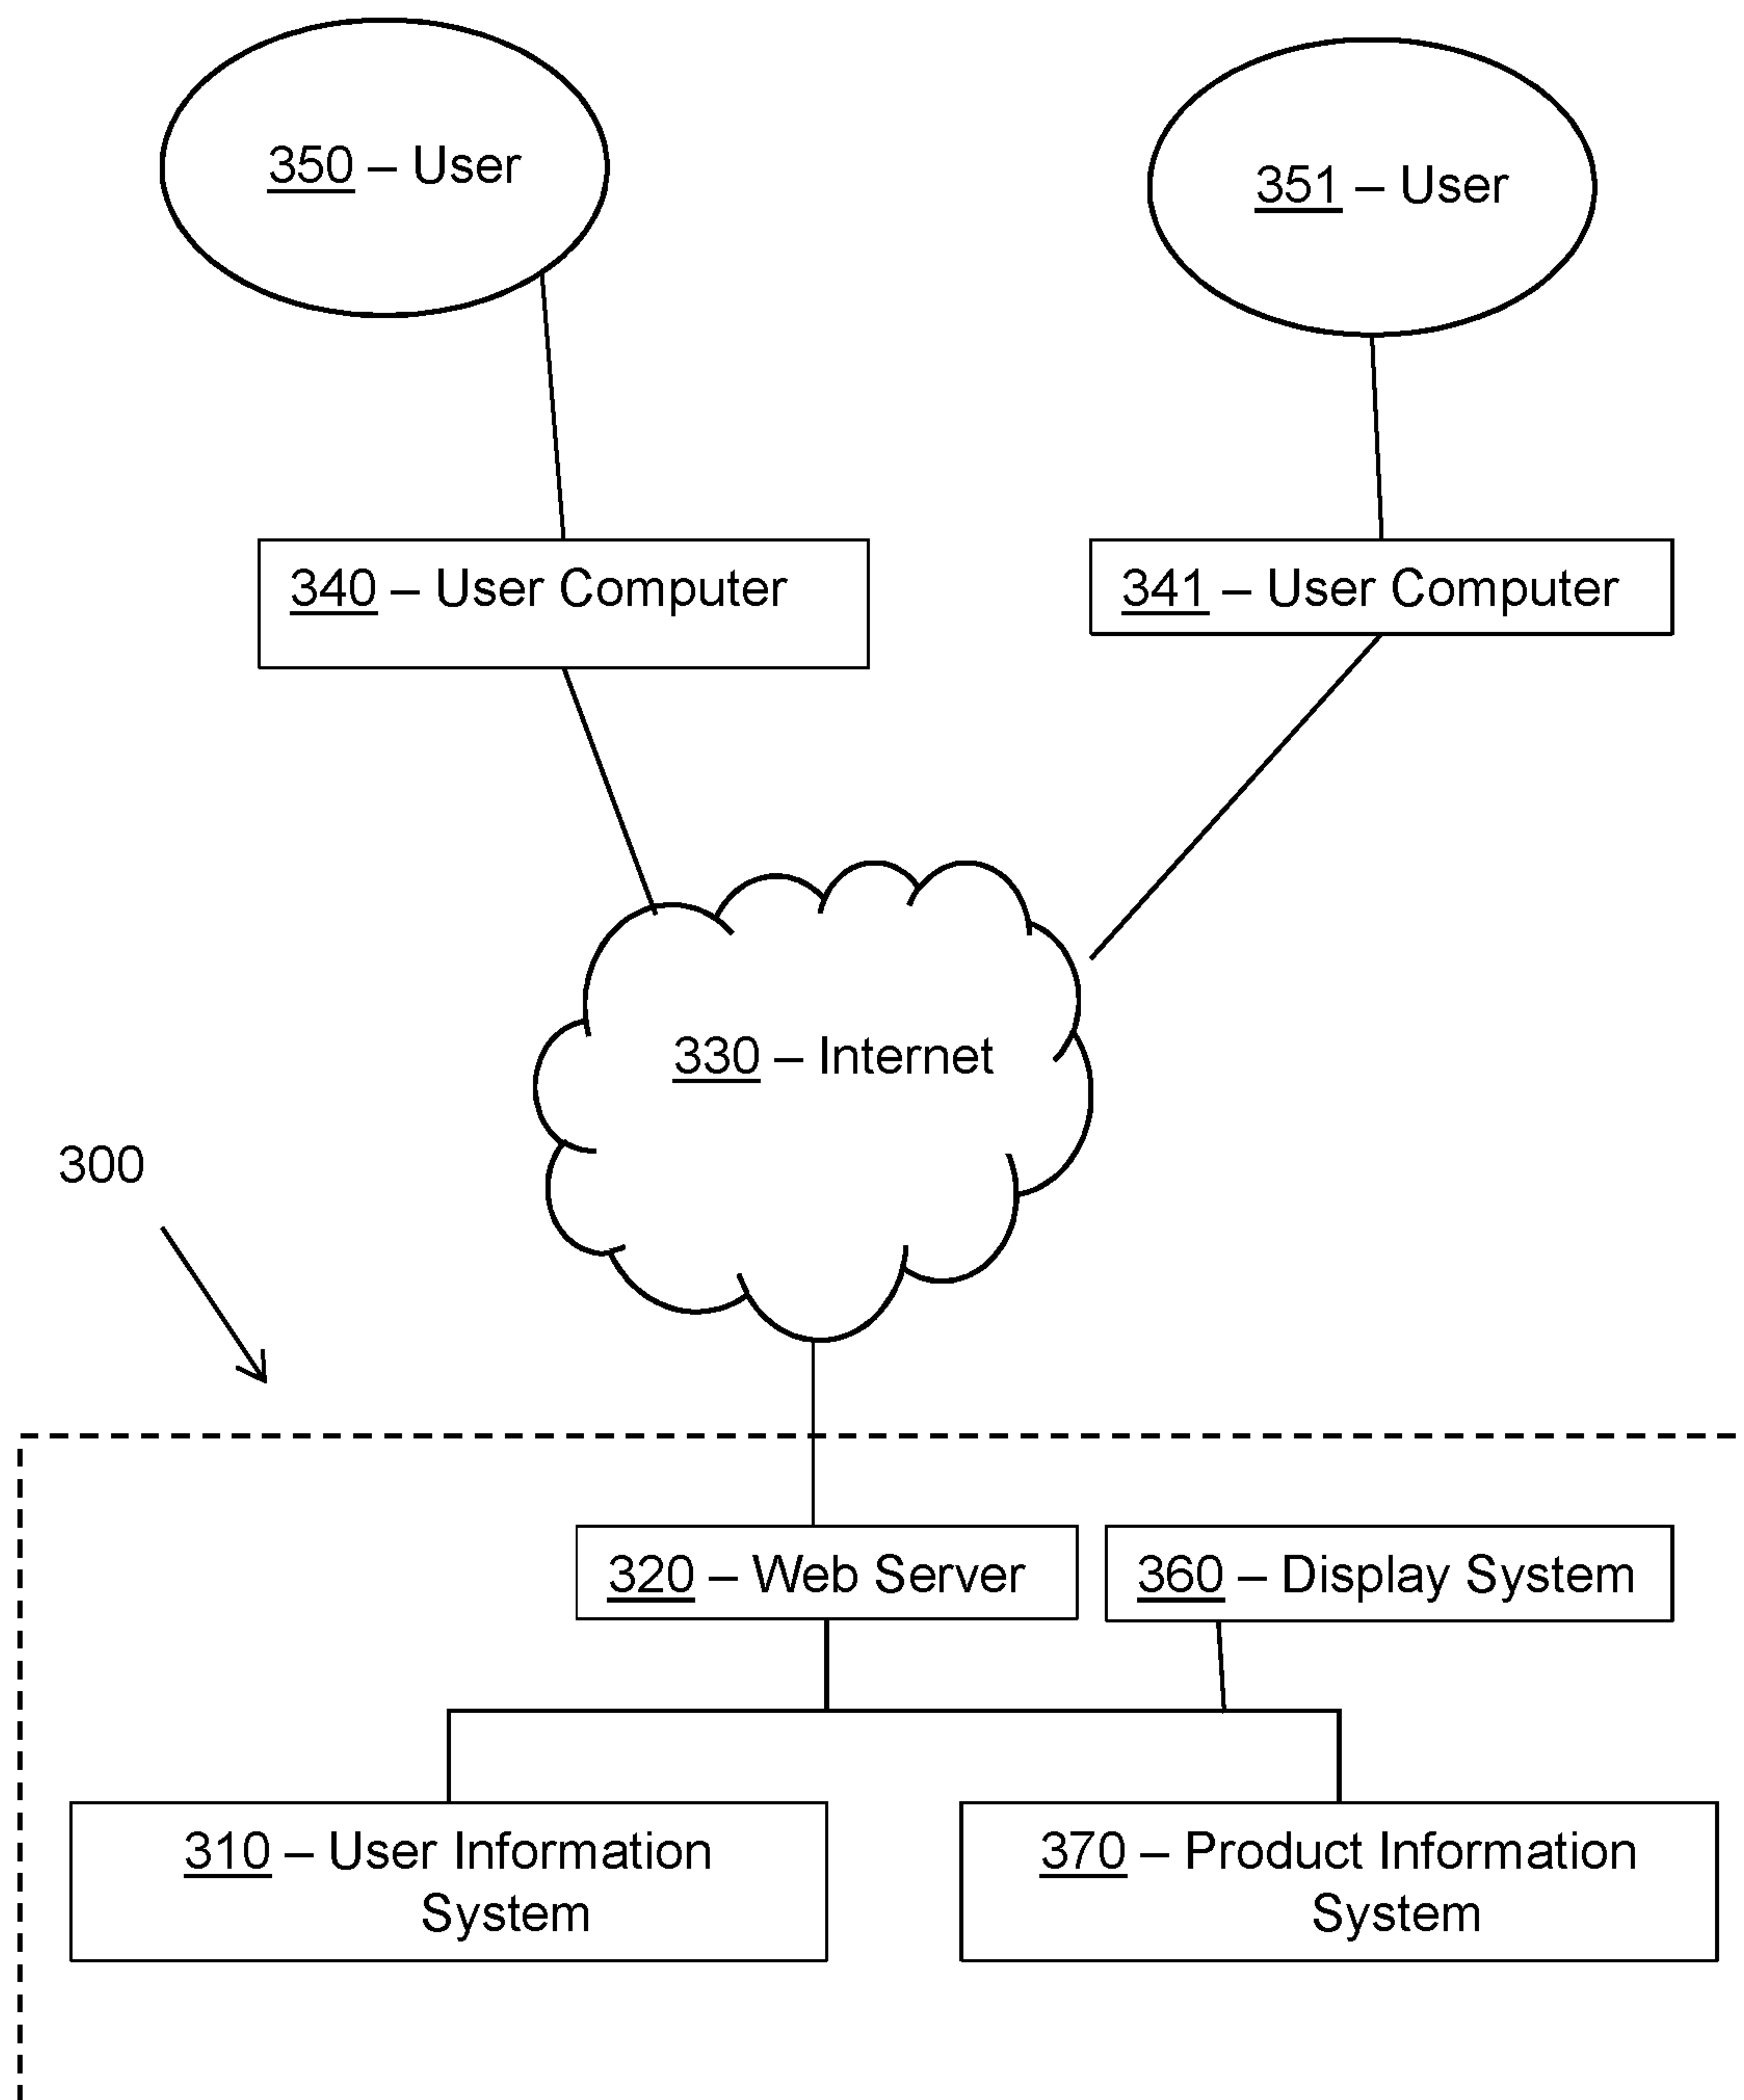 350 – User
351 – User
340 – User Computer
341 – User Computer
330 – Internet
300
320 – Web Server
360 – Display System
310 – User Information
System
370 – Product Information
System